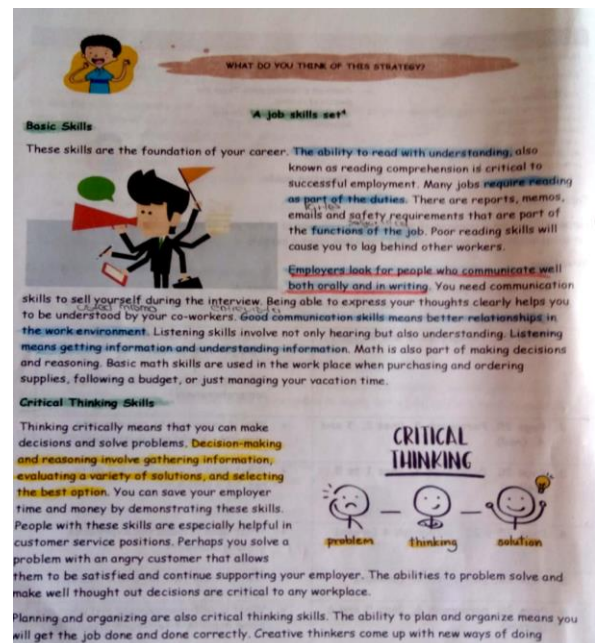 WHAT DO YOU THINK OF THIS STRATEGY?
A job skills set⁴
Basic Skills
These skills are the foundation of your career. The ability to read with understanding, also
known as reading comprehension is critical to
successful employment. Many jobs require reading
as part of the duties. There are reports, memos,
emails and safety requirements that are part of
the functions of the job. Poor reading skills will
cause you to lag behind other workers.
Employers look for people who communicate well
both orally and in writing. You need communication
skills to sell yourself during the interview. Being able to express your thoughts clearly helps you
to be understood by your co-workers. Good communication skills means better relationships in
the work environment. Listening skills involve not only hearing but also understanding. Listening
means getting information and understanding information. Math is also part of making decisions
and reasoning. Basic math skills are used in the work place when purchasing and ordering
supplies, following a budget, or just managing your vacation time.
Critical Thinking Skills
Thinking critically means that you can make
decisions and solve problems. Decision-making
and reasoning involve gathering information,
evaluating a variety of solutions, and selecting
the best option. You can save your employer
time and money by demonstrating these skills.
People with these skills are especially helpful in
customer service positions. Perhaps you solve a
problem with an angry customer that allows
CRITICAL
THINKING
problem thinking solution
them to be satisfied and continue supporting your employer. The abilities to problem solve and
make well thought out decisions are critical to any workplace.
Planning and organizing are also critical thinking skills. The ability to plan and organize means you
will get the job done and done correctly. Creative thinkers come up with new ways of doing